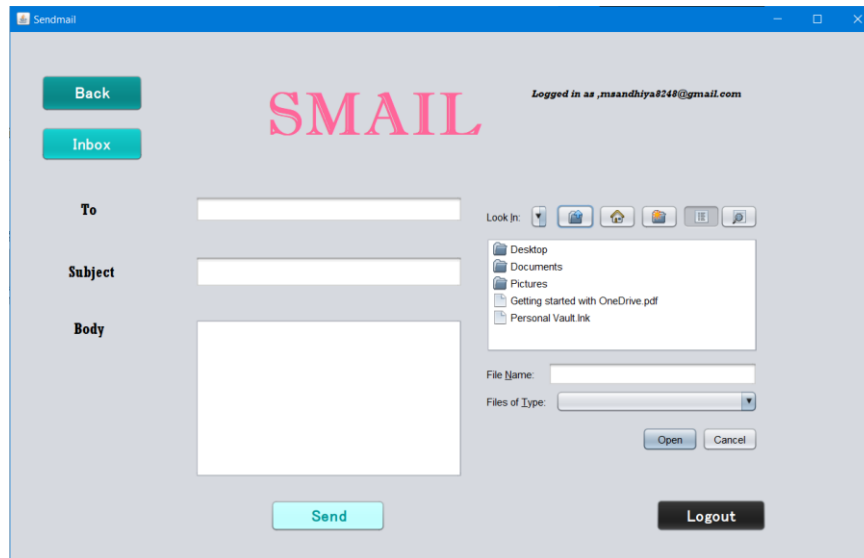 Sendmail
Back
SMAIL
Logged in as ,msandhiya8248@gmail.com
Inbox
To
Look In:
Desktop
Documents
Pictures
Getting started with OneDrive.pdf
Personal Vault.lnk
Subject
Body
File Name:
Files of Type:
Open Cancel
Send
Logout